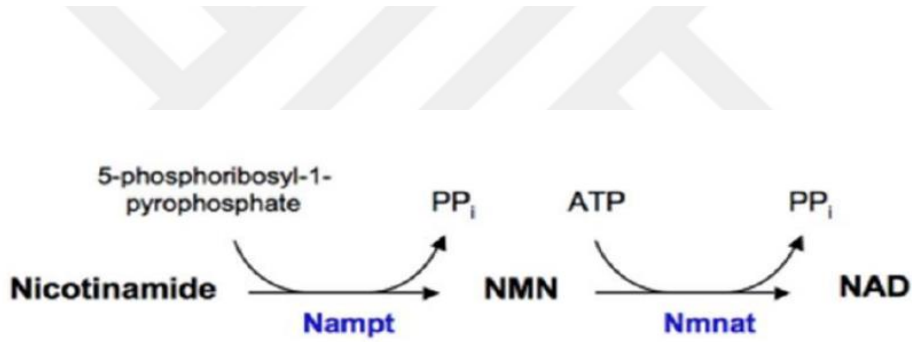 5-phosphoribosyl-1-
pyrophosphate
PPi
ATP
PPi
Nicotinamide
NMN
NAD
Nampt
Nmnat